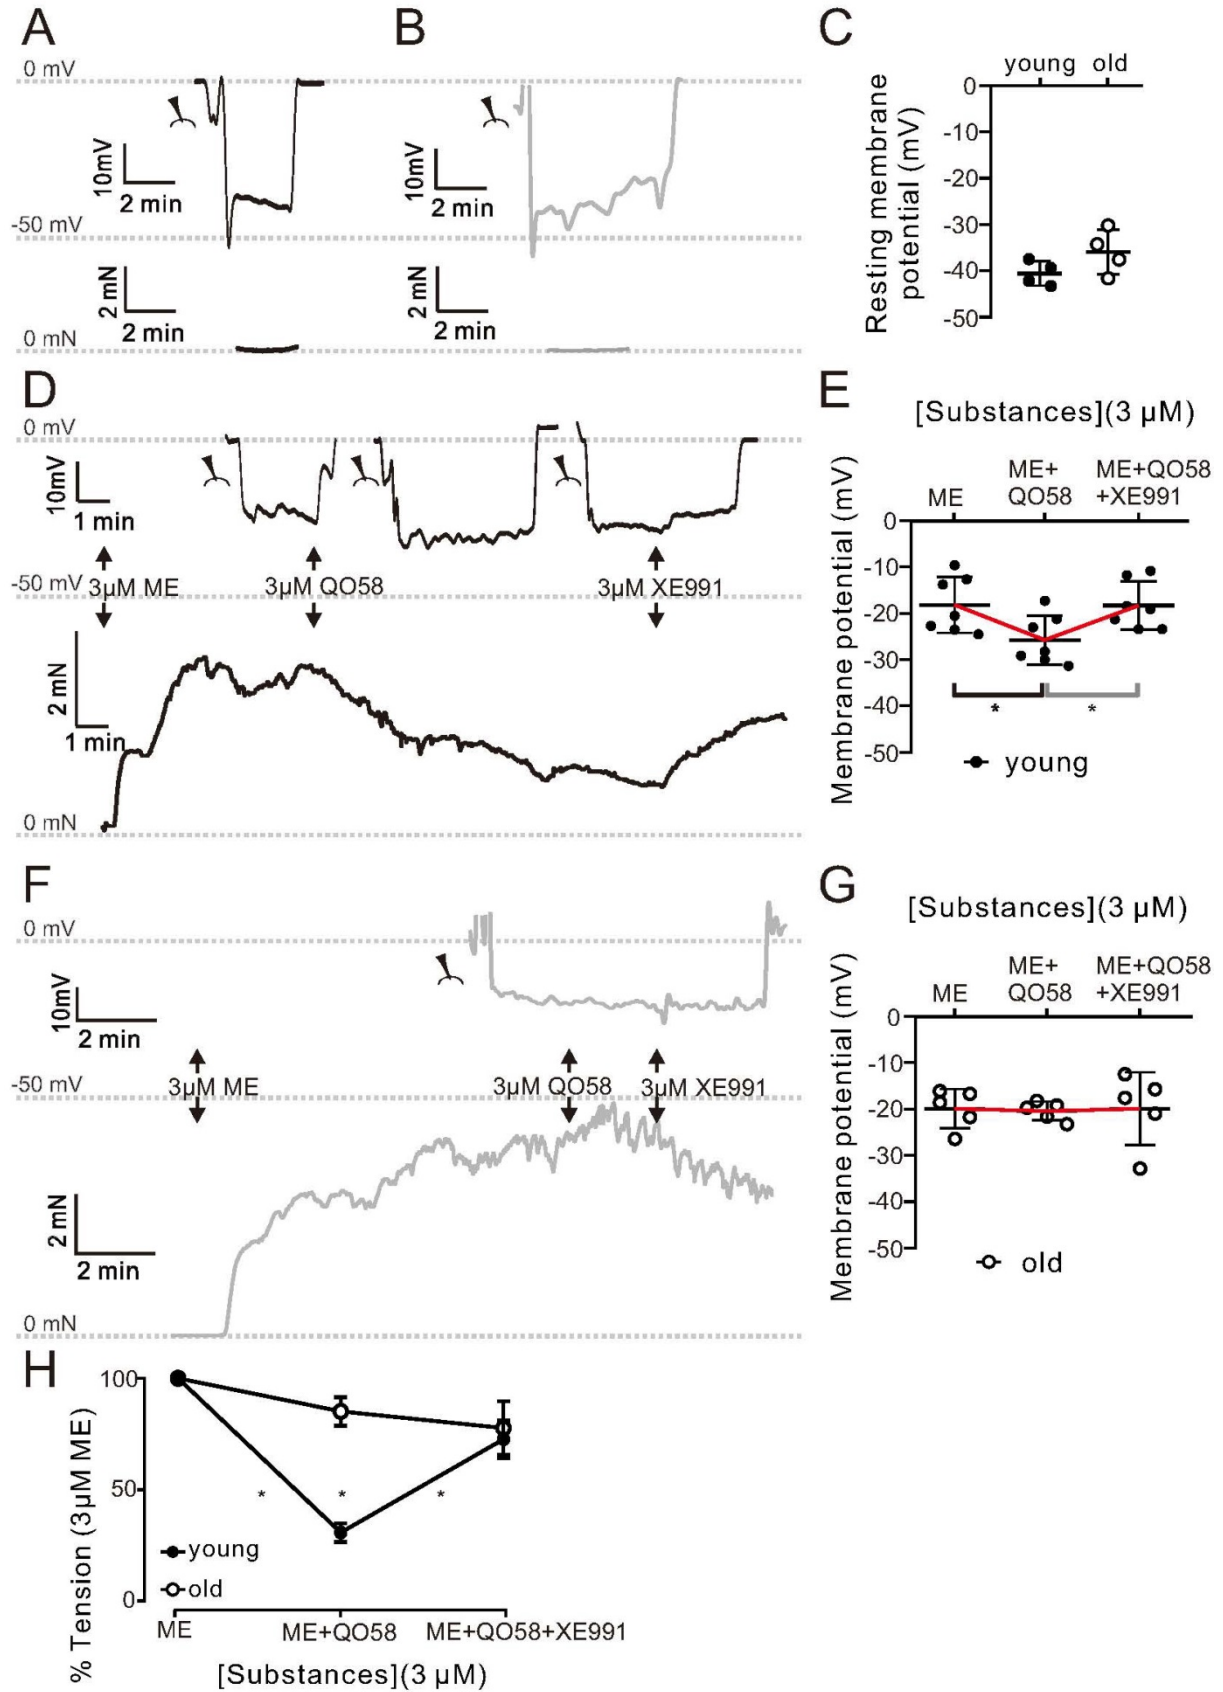 A
B
C
0 mV
young old
Resting membrane
potential (mV)
0
-10
-20
-30
-40
-50
10mV
2 min
10mV
2 min
-50 mV
2 mN
2 min
2 mN
2 min
0 mN
D
0 mV
10mV
1 min
3µM ME
3µM QO58
3µM XE991
-50 mV
2 mN
1 min
0 mN
E
[Substances](3 µM)
ME
ME+
QO58
ME+QO58
+XE991
Membrane potential (mV)
0
-10
-20
-30
-40
-50
*
*
young
F
0 mV
10mV
2 min
3µM ME
3µM QO58
3µM XE991
-50 mV
2 mN
2 min
0 mN
G
[Substances](3 µM)
ME
ME+
QO58
ME+QO58
+XE991
Membrane potential (mV)
0
-10
-20
-30
-40
-50
old
H
% Tension (3µM ME)
100
50
0
* * *
young
old
ME
ME+QO58
ME+QO58+XE991
[Substances](3 µM)